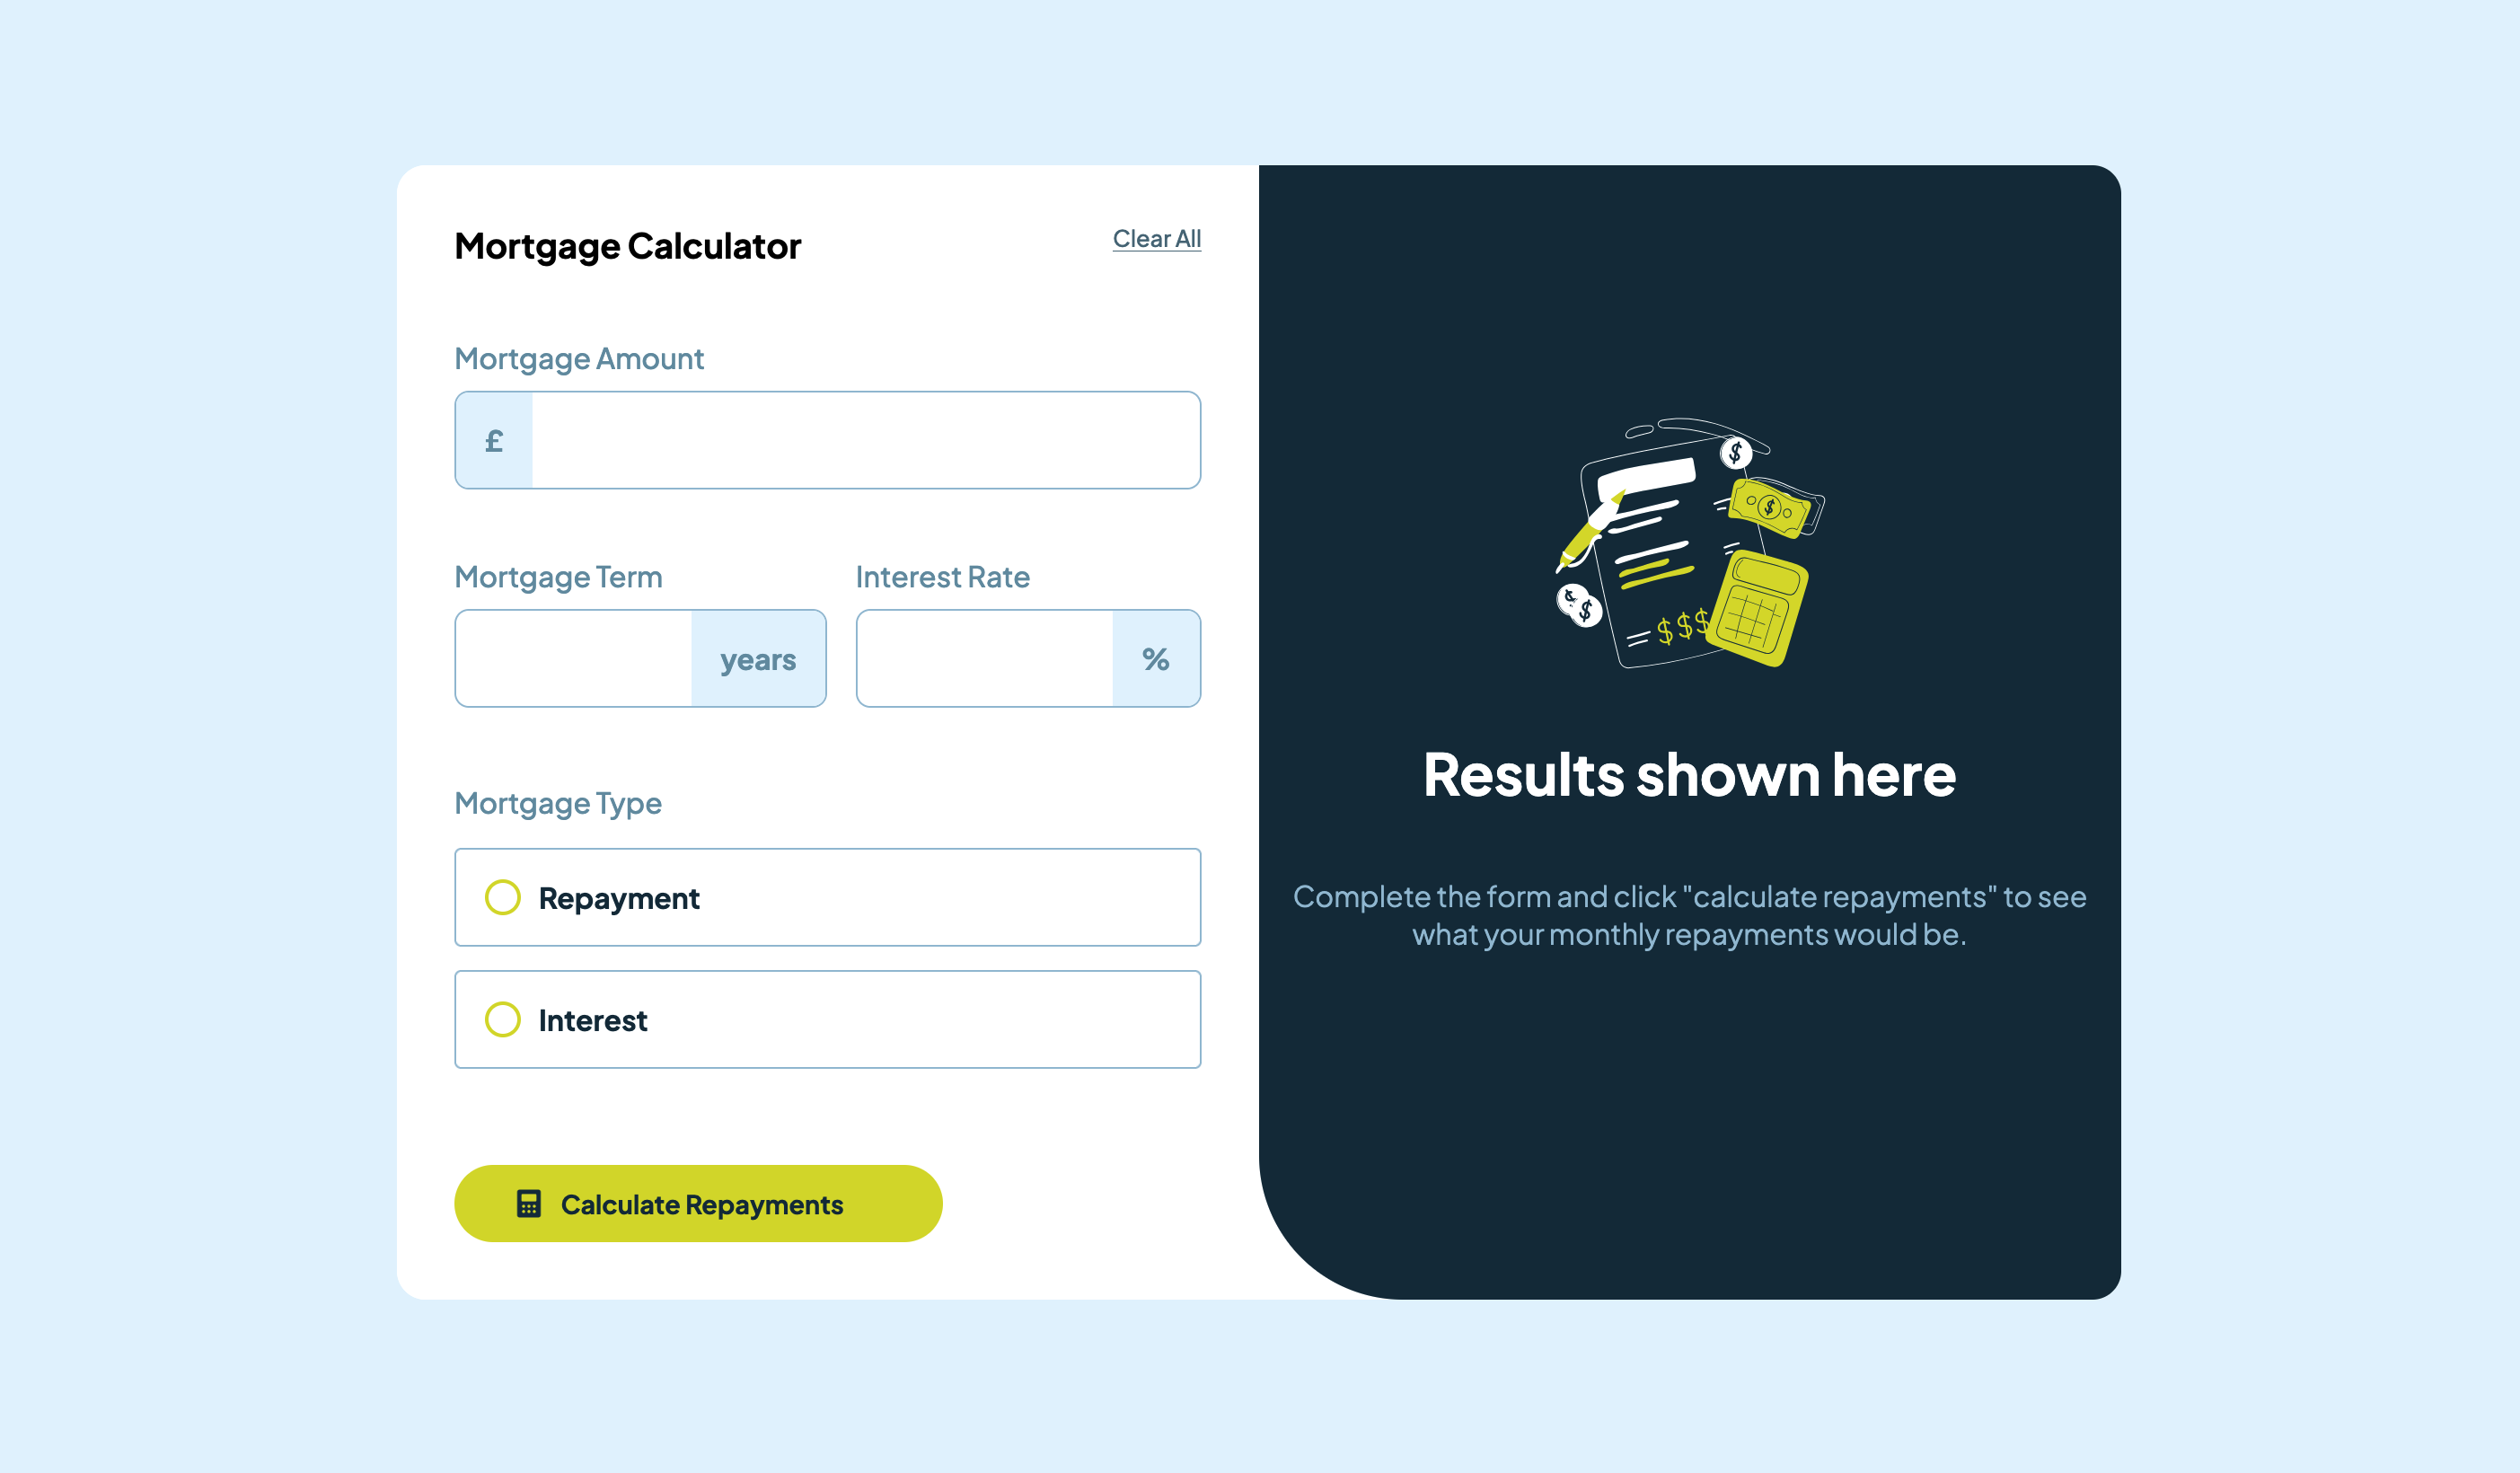 Mortgage Calculator
Clear All
Mortgage Amount
£
Mortgage Term
Interest Rate
years
%
Mortgage Type
Repayment
Interest
Calculate Repayments
$
$
$
$
$$$
Results shown here
Complete the form and click "calculate repayments" to see
what your monthly repayments would be.